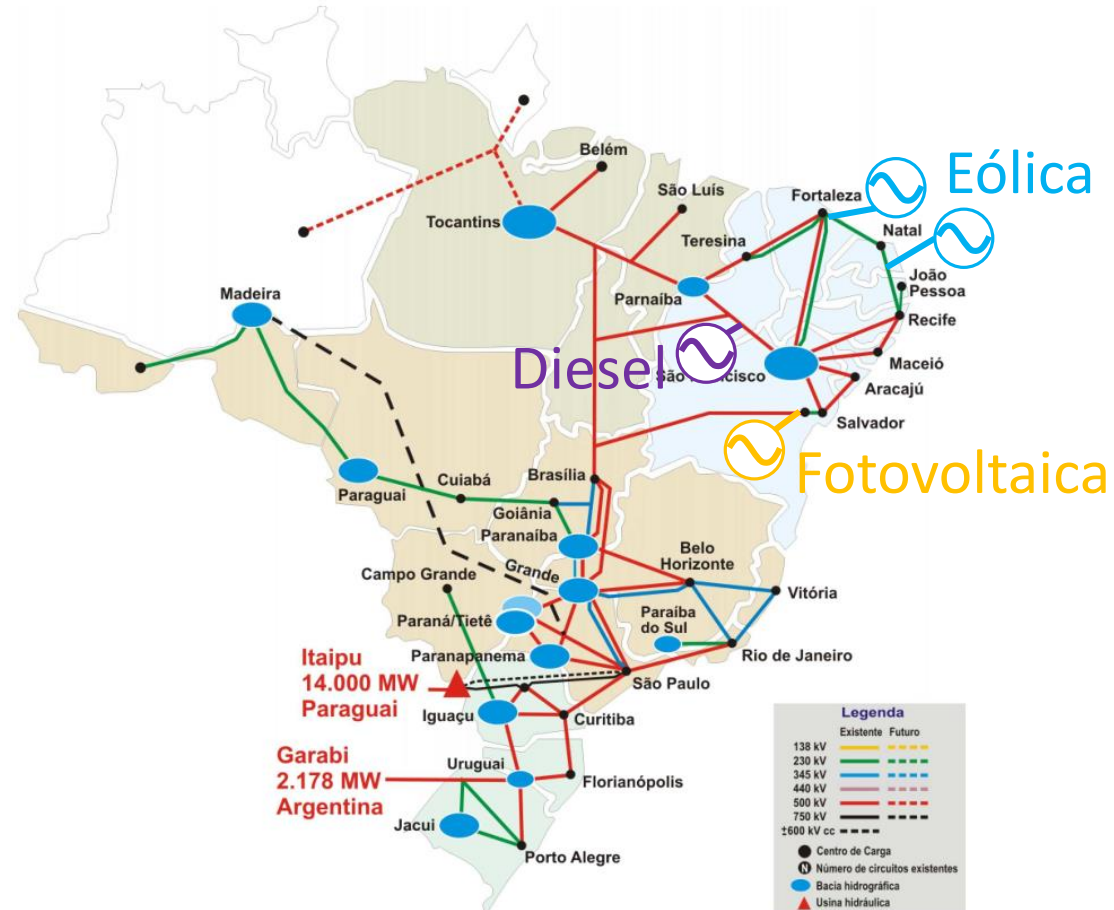 Belém
São Luís
Eólica
Fortaleza
Tocantins
Teresina
Natal
João
Pessoa
Madeira
Parnaíba
Recife
Diesel
São
cisco
Maceió
Aracajú
Salvador
Fotovoltaica
Brasília
Cuiabá
Paraguai
Goiânia
Paranaíba
Belo
Horizonte
Grande
Campo Grande
Vitória
Paraíba
do Sul
Paraná/Tietê
Paranapanema
Rio de Janeiro
Itaipu
14.000 MW
Paraguai
São Paulo
Iguaçu
Curitiba
Garabi
2.178 MW
Argentina
Uruguai
Florianópolis
Jacui
Porto Alegre
Legenda
Existente Futuro
138 kV
230 kV
345 kV
440 kV
500 kV
750 kV
±600 kV cc
Centro de Carga
N Número de circuitos existentes
Bacia hidrográfica
Usina hidráulica